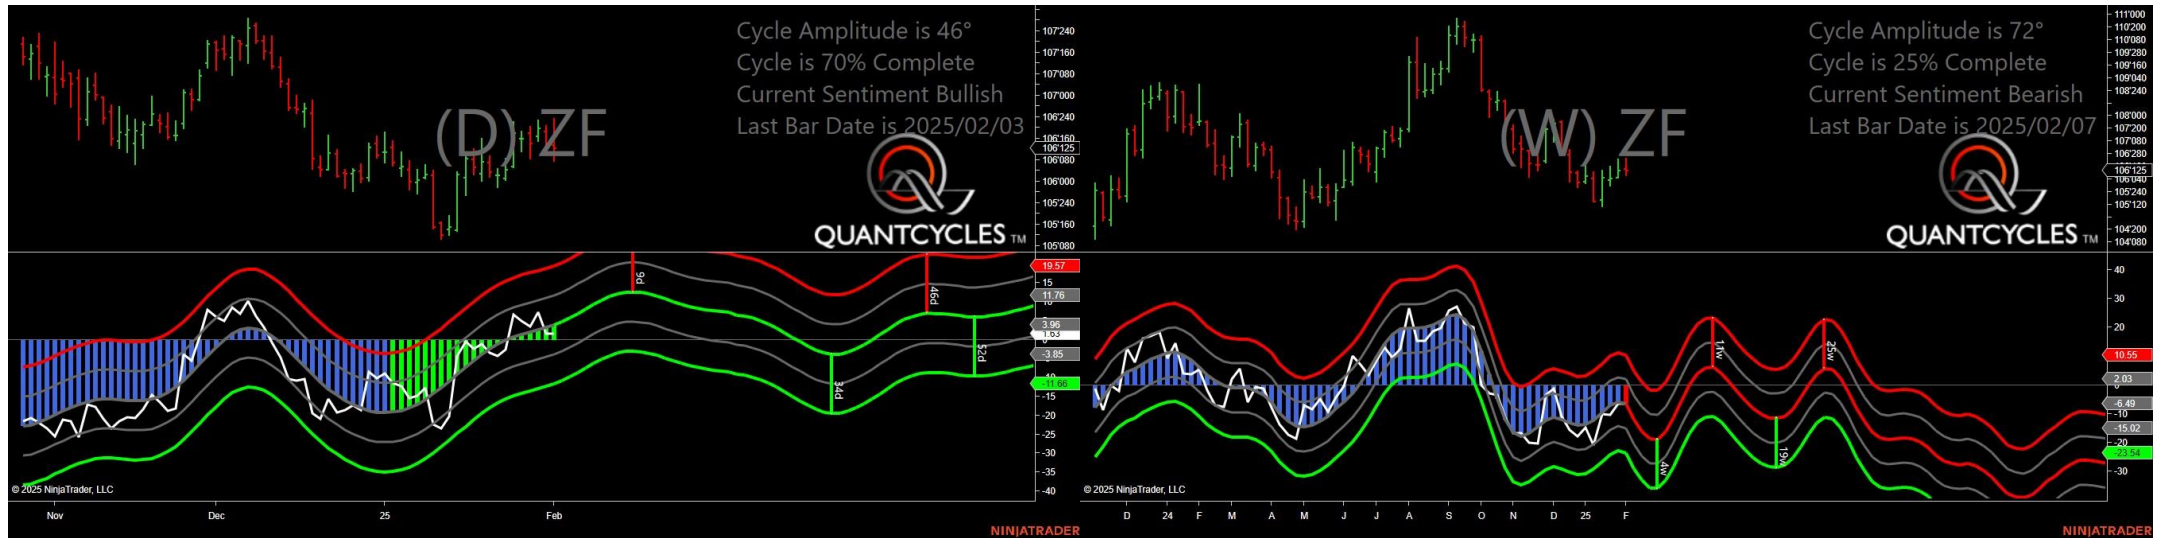 Cycle Amplitude is 46°
Cycle is 70% Complete
Current Sentiment Bullish
Last Bar Date is 2025/02/03
(D) ZF
QUANTCYCLES TM
107'240
107'160
107'080
107'000
106'240
106'160
106'125
106'080
106'000
105'240
105'160
105'080
19.57
15
11.76
3.96
1.63
-3.85
-11.66
-15
-20
-25
-30
-35
-40
9d
34d
46d
52d
© 2025 NinjaTrader, LLC
Nov Dec 25 Feb
NINJATRADER
Cycle Amplitude is 72°
Cycle is 25% Complete
Current Sentiment Bearish
Last Bar Date is 2025/02/07
(W) ZF
QUANTCYCLES TM
111'000
110'200
110'080
109'280
109'160
109'040
108'240
108'000
107'200
107'080
106'280
106'125
106'040
105'240
105'120
104'200
104'080
40
30
20
10.55
2.03
0
-6.49
-10
-15.02
-20
-23.54
-30
4w
11w
19w
25w
© 2025 NinjaTrader, LLC
D 24 F M A M J J A S O N D 25 F
NINJATRADER